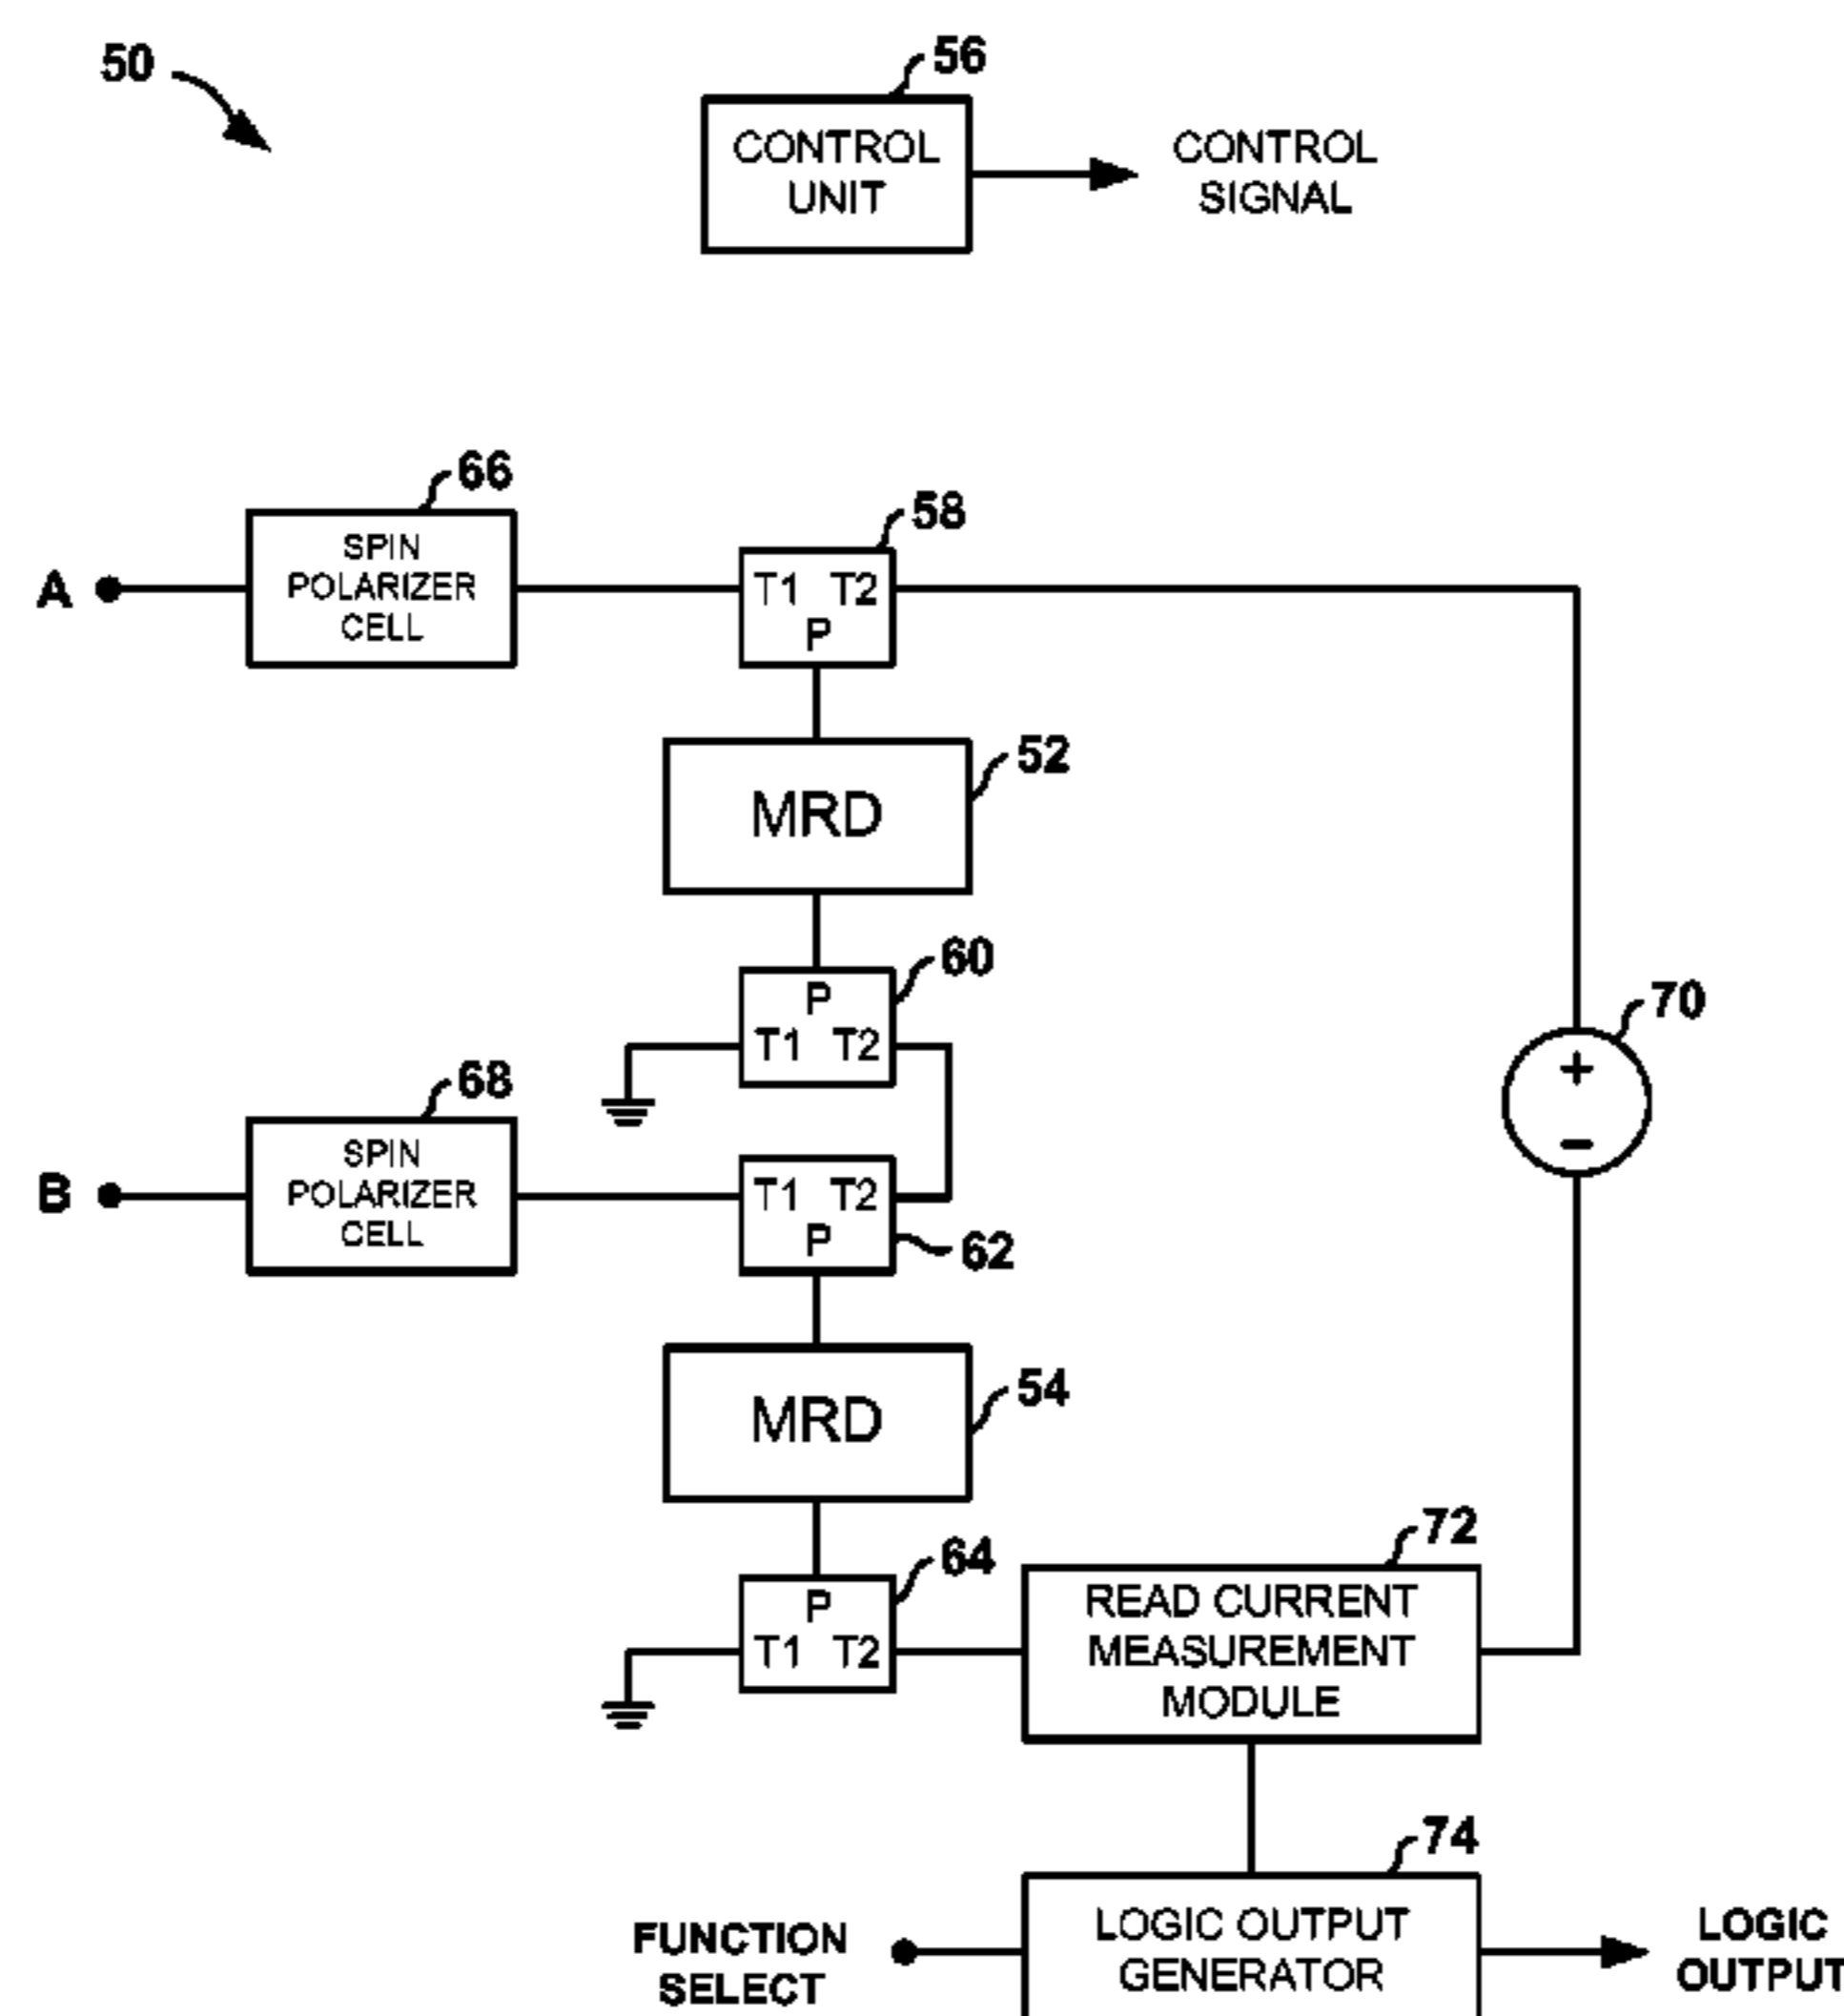 50
56
CONTROL
UNIT
CONTROL
SIGNAL
66
SPIN
POLARIZER
CELL
A
58
T1 T2
P
52
MRD
60
P
T1 T2
70
+
−
68
SPIN
POLARIZER
CELL
B
T1 T2
P
62
54
MRD
64
P
T1 T2
72
READ CURRENT
MEASUREMENT
MODULE
74
FUNCTION
SELECT
LOGIC OUTPUT
GENERATOR
LOGIC
OUTPUT